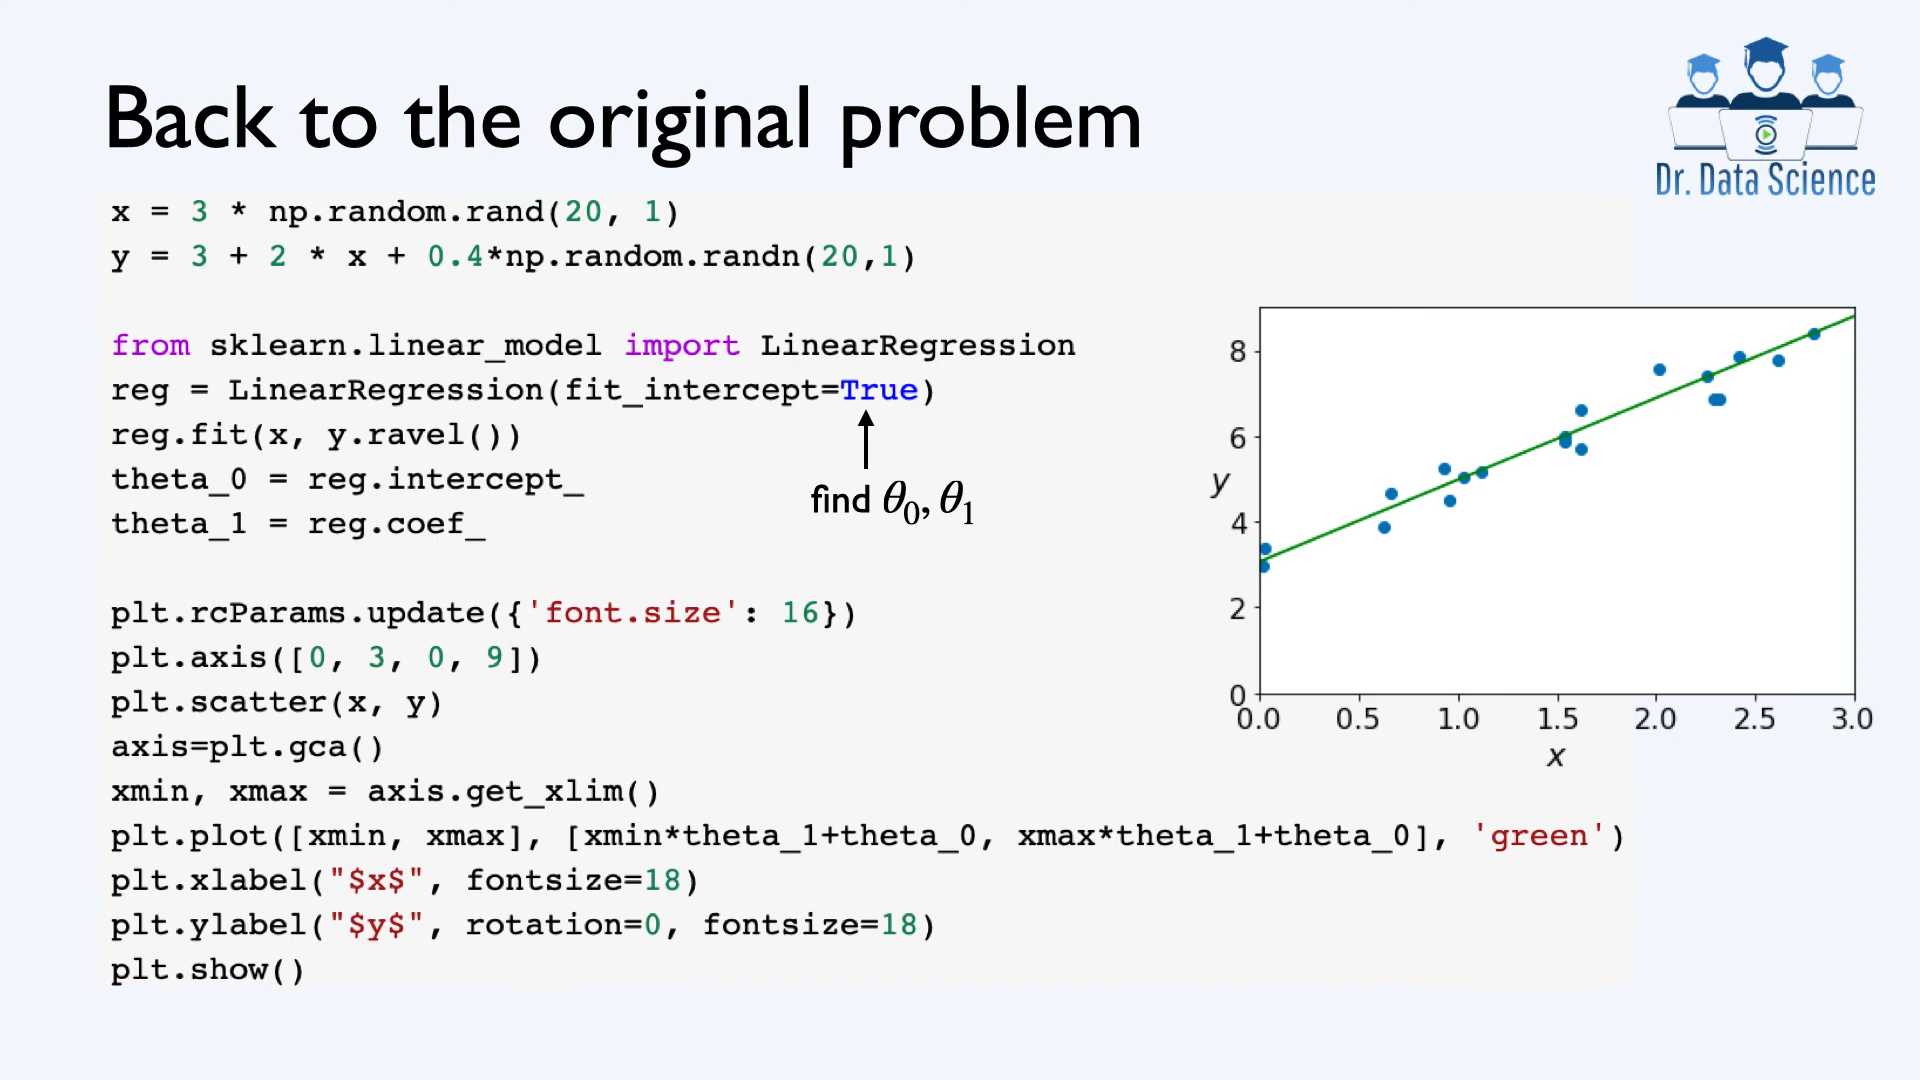 Back to the original problem
Dr. Data Science
x = 3 * np.random.rand(20, 1)
y = 3 + 2 * x + 0.4*np.random.randn(20,1)
from sklearn.linear_model import LinearRegression
reg = LinearRegression(fit_intercept=True)
reg.fit(x, y.ravel())
theta_0 = reg.intercept_
theta_1 = reg.coef_
find θ₀, θ₁
plt.rcParams.update({'font.size': 16})
plt.axis([0, 3, 0, 9])
plt.scatter(x, y)
axis=plt.gca()
xmin, xmax = axis.get_xlim()
plt.plot([xmin, xmax], [xmin*theta_1+theta_0, xmax*theta_1+theta_0], 'green')
plt.xlabel("$x$", fontsize=18)
plt.ylabel("$y$", rotation=0, fontsize=18)
plt.show()
8
6
y
4
2
0
0.0 0.5 1.0 1.5 2.0 2.5 3.0
x